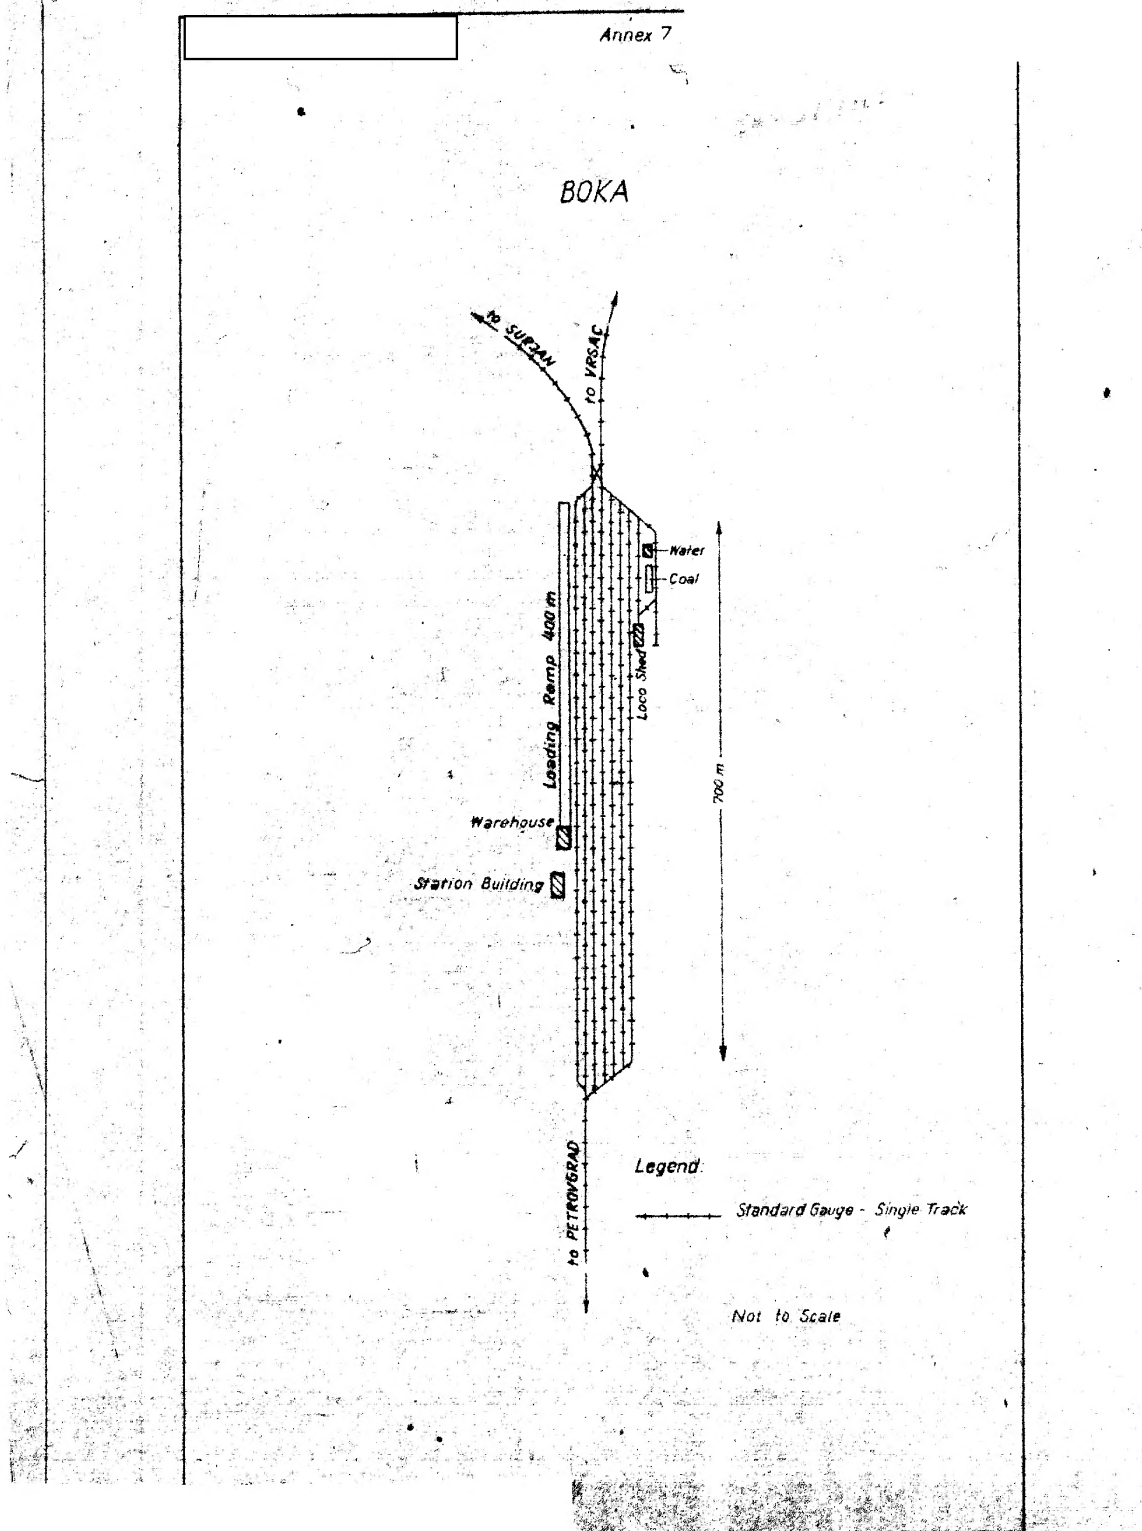 Annex 7
BOKA
to SURJAN
to VRSAC
Water
Coal
Loading Ramp 400 m
Loco Shed
700 m
Warehouse
Station Building
to PETROVGRAD
Legend:
Standard Gauge - Single Track
Not to Scale